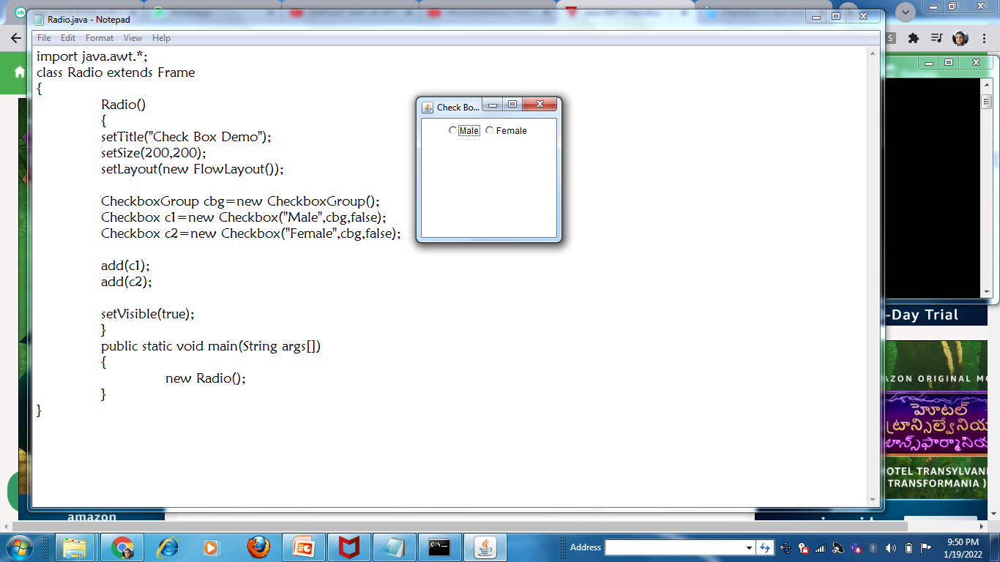 Radio.java - Notepad
File Edit Format View Help
import java.awt.*;
class Radio extends Frame
{
Radio()
{
setTitle("Check Box Demo");
setSize(200,200);
setLayout(new FlowLayout());
CheckboxGroup cbg=new CheckboxGroup();
Checkbox c1=new Checkbox("Male",cbg,false);
Checkbox c2=new Checkbox("Female",cbg,false);
add(c1);
add(c2);
setVisible(true);
}
public static void main(String args[])
{
new Radio();
}
}
Check Bo...
Male Female
cb
S
-Day Trial
AZON ORIGINAL MO
హోటల్
ట్రాన్సిల్వేనియ
ట్రాన్స్‌ఫార్మానియ
OTEL TRANSYLVANI
TRANSFORMANIA )
amazon
Address
9:50 PM
1/19/2022